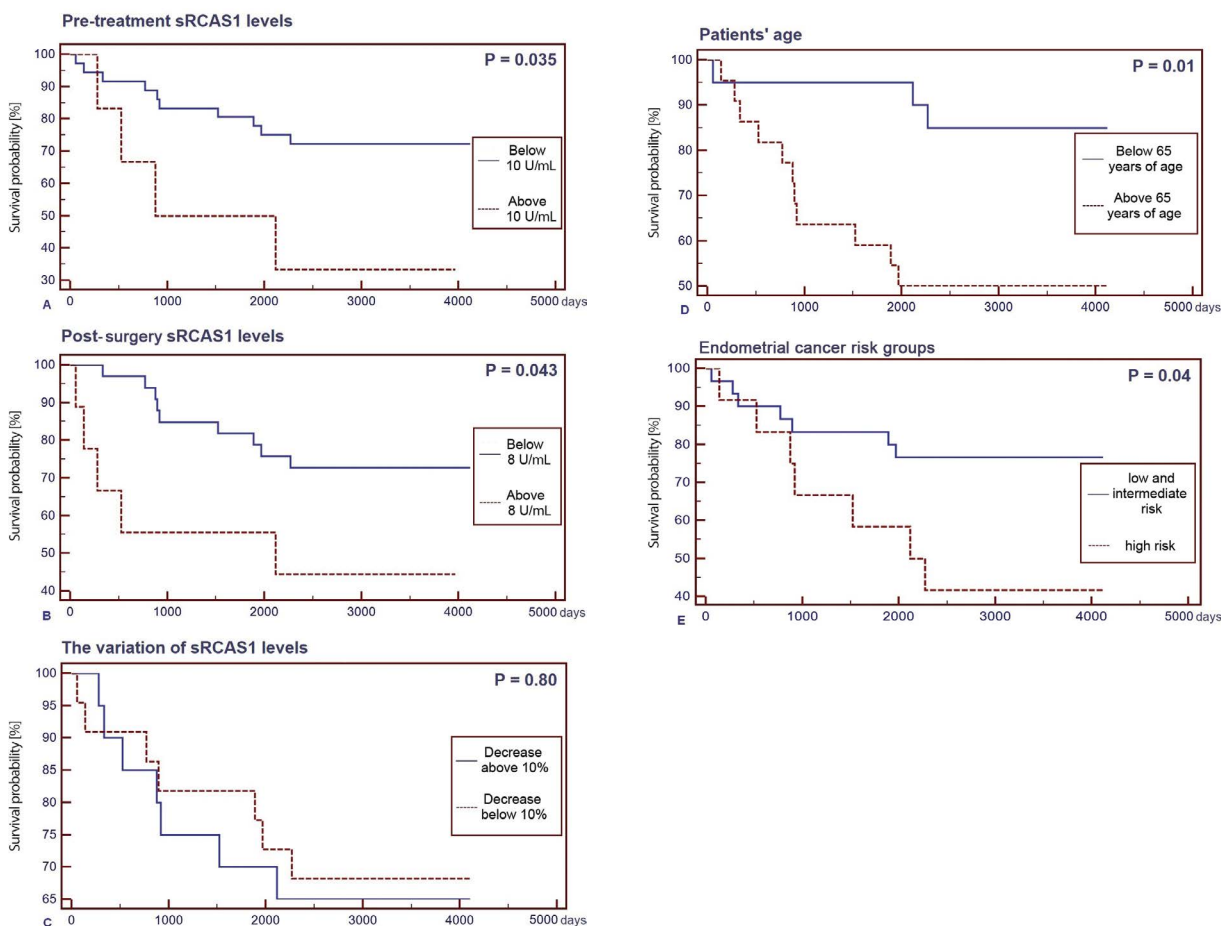 Pre-treatment sRCAS1 levels
P = 0.035
Survival probability [%]
100
90
80
70
60
50
40
30
Below
10 U/mL
Above
10 U/mL
A
0 1000 2000 3000 4000 5000 days
Post-surgery sRCAS1 levels
P = 0.043
Survival probability [%]
100
90
80
70
60
50
40
Below
8 U/mL
Above
8 U/mL
B
0 1000 2000 3000 4000 5000 days
The variation of sRCAS1 levels
P = 0.80
Survival probability [%]
100
95
90
85
80
75
70
65
Decrease
above 10%
Decrease
below 10%
C
0 1000 2000 3000 4000 5000 days
Patients' age
P = 0.01
Survival probability [%]
100
90
80
70
60
50
Below 65
years of age
Above 65
years of age
D
0 1000 2000 3000 4000 5000 days
Endometrial cancer risk groups
P = 0.04
Survival probability [%]
100
90
80
70
60
50
40
low and
intermediate
risk
high risk
E
0 1000 2000 3000 4000 5000 days